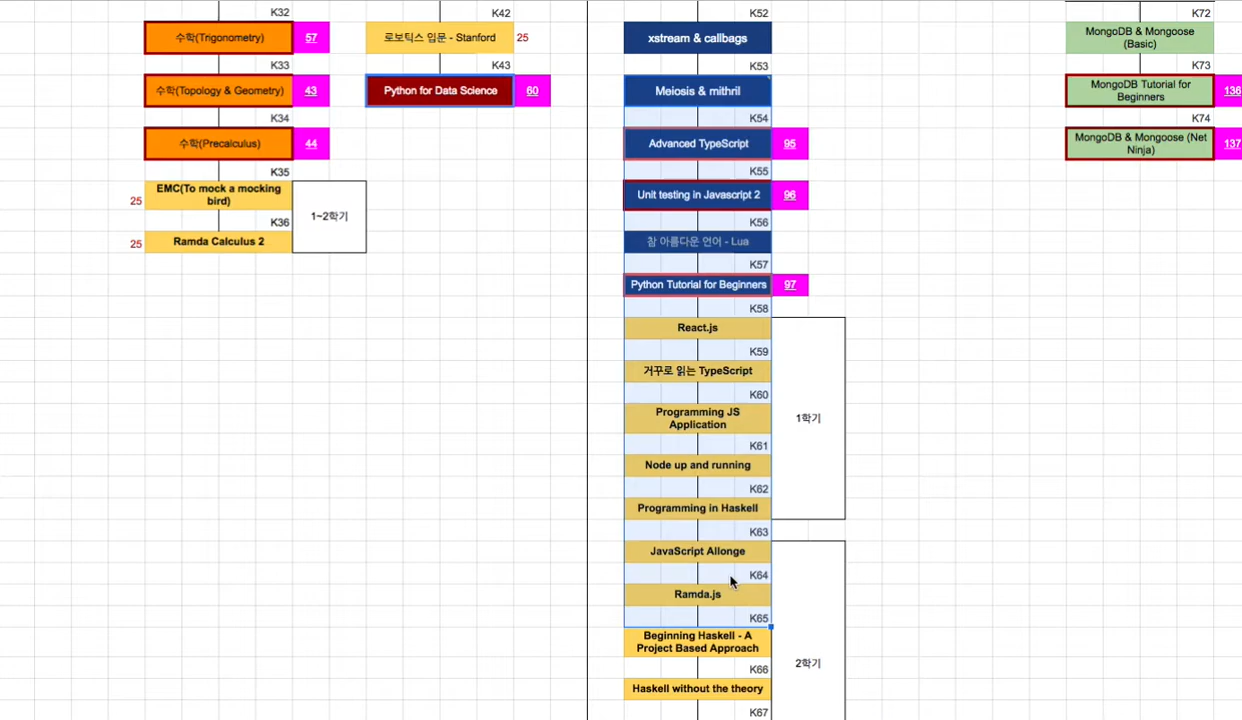 K32
수학(Trigonometry)
57
K33
수학(Topology & Geometry)
43
K34
수학(Precalculus)
44
K35
EMC(To mock a mocking
bird)
25
1~2학기
K36
Ramda Calculus 2
25
K42
로보틱스 입문 - Stanford
25
K43
Python for Data Science
60
K52
xstream & callbags
K53
Meiosis & mithril
K54
Advanced TypeScript
95
K55
Unit testing in Javascript 2
96
K56
참 아름다운 언어 - Lua
K57
Python Tutorial for Beginners
97
K58
React.js
K59
거꾸로 읽는 TypeScript
K60
Programming JS
Application
1학기
K61
Node up and running
K62
Programming in Haskell
K63
JavaScript Allonge
K64
Ramda.js
K65
Beginning Haskell - A
Project Based Approach
2학기
K66
Haskell without the theory
K67
K72
MongoDB & Mongoose
(Basic)
K73
MongoDB Tutorial for
Beginners
136
K74
MongoDB & Mongoose (Net
Ninja)
137